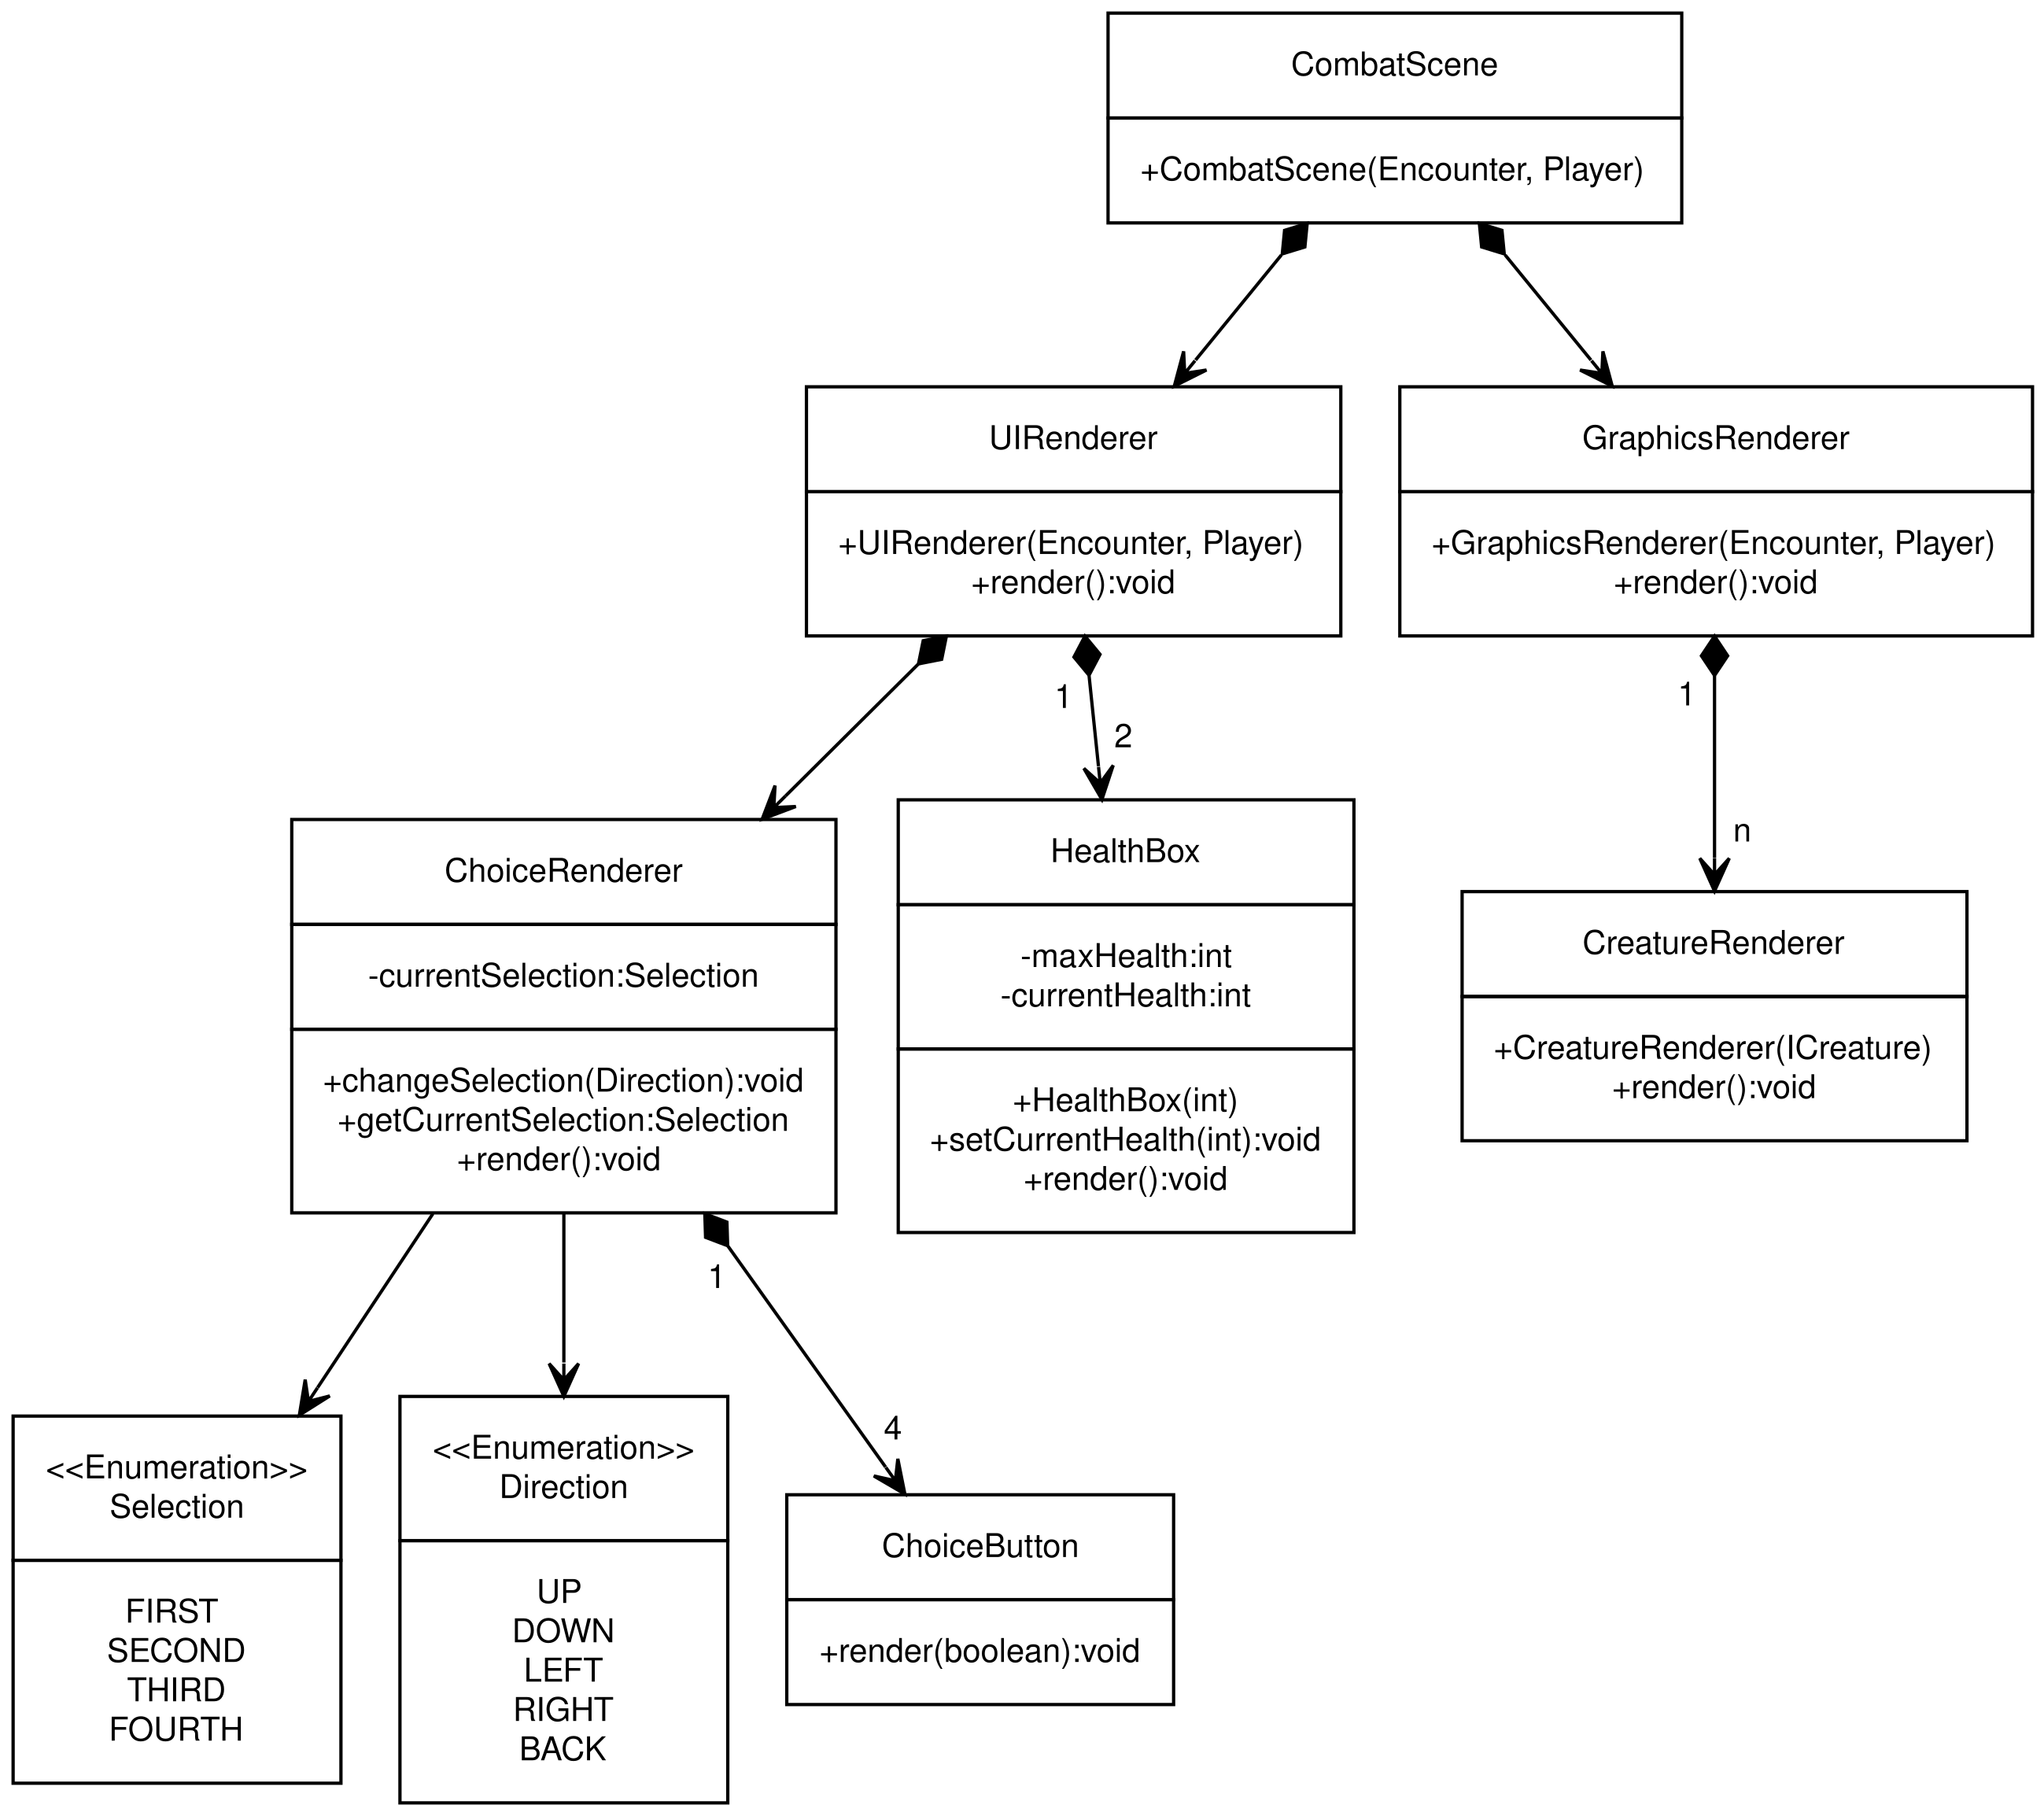 CombatScene
+CombatScene(Encounter, Player)
UIRenderer
+UIRenderer(Encounter, Player)
+render():void
GraphicsRenderer
+GraphicsRenderer(Encounter, Player)
+render():void
1
2
1
n
ChoiceRenderer
-currentSelection:Selection
+changeSelection(Direction):void
+getCurrentSelection:Selection
+render():void
HealthBox
-maxHealth:int
-currentHealth:int
+HealthBox(int)
+setCurrentHealth(int):void
+render():void
CreatureRenderer
+CreatureRenderer(ICreature)
+render():void
1
4
<<Enumeration>>
Selection
FIRST
SECOND
THIRD
FOURTH
<<Enumeration>>
Direction
UP
DOWN
LEFT
RIGHT
BACK
ChoiceButton
+render(boolean):void